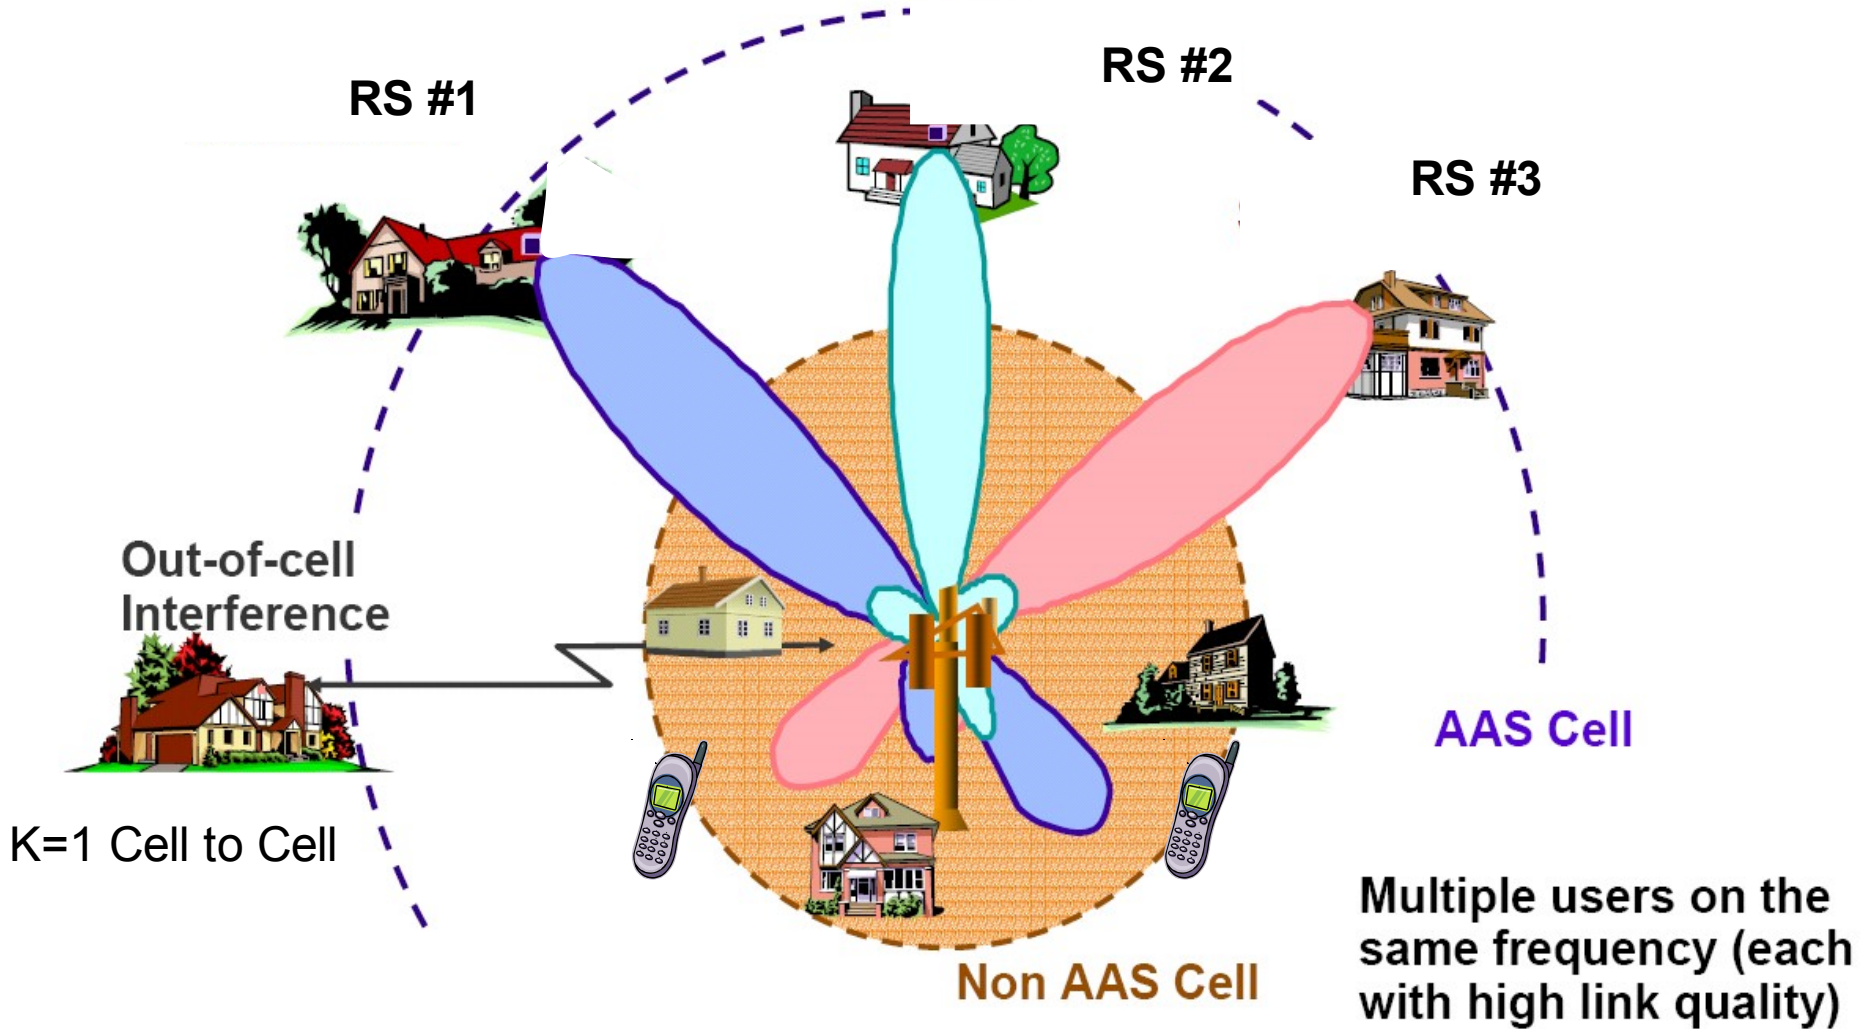 RS #1
RS #2
RS #3
Out-of-cell
Interference
AAS Cell
K=1 Cell to Cell
Multiple users on the
same frequency (each
with high link quality)
Non AAS Cell